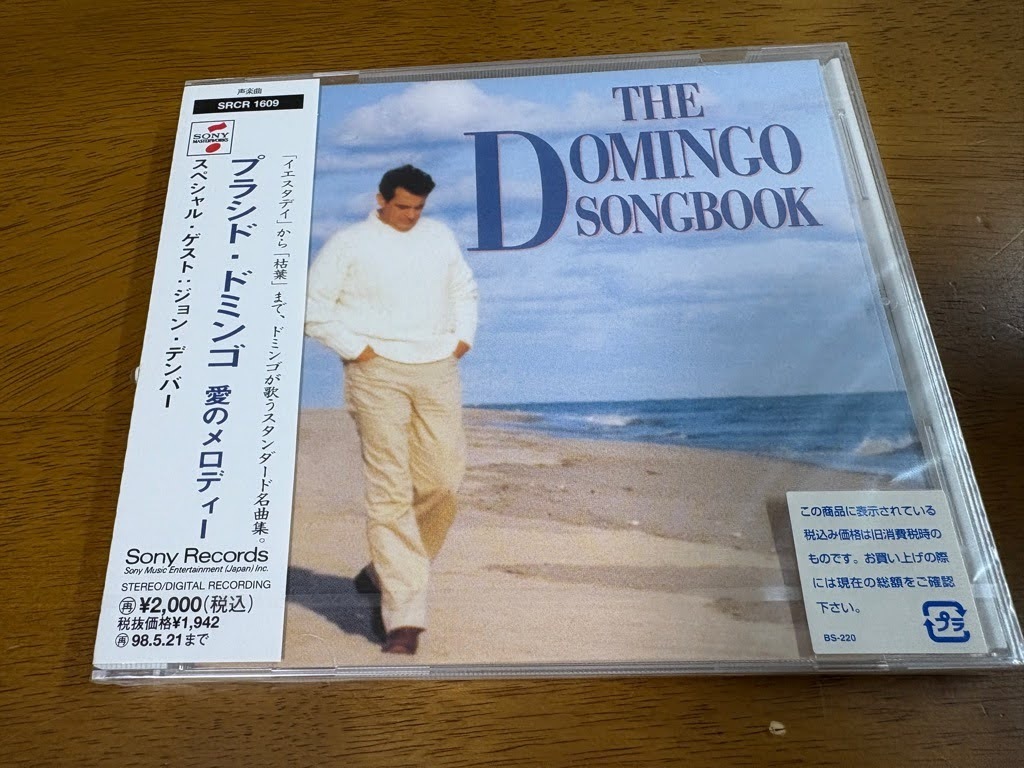 声楽曲
SRCR 1609
SONY
MASTERWORKS
「イエスタデイ」から「枯葉」まで、ドミンゴが歌うスタンダード名曲集。
プラシド・ドミンゴ 愛のメロディー
スペシャル・ゲスト:ジョン・デンバー
Sony Records
Sony Music Entertainment (Japan) Inc.
STEREO/DIGITAL RECORDING
再 ¥2,000(税込)
税抜価格¥1,942
再 98.5.21まで
THE
DOMINGO
SONGBOOK
この商品に表示されている
税込み価格は旧消費税時の
ものです。お買い上げの際
には現在の総額をご確認
下さい。
プラ
BS-220